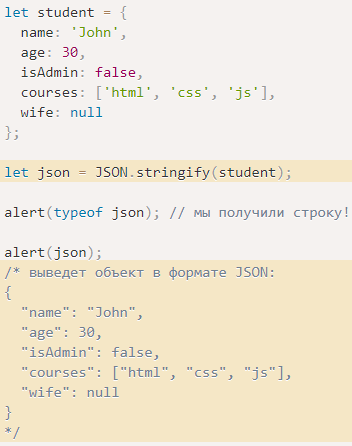 let student = {
  name: 'John',
  age: 30,
  isAdmin: false,
  courses: ['html', 'css', 'js'],
  wife: null
};

let json = JSON.stringify(student);

alert(typeof json); // мы получили строку!

alert(json);
/* выведет объект в формате JSON:
{
  "name": "John",
  "age": 30,
  "isAdmin": false,
  "courses": ["html", "css", "js"],
  "wife": null
}
*/